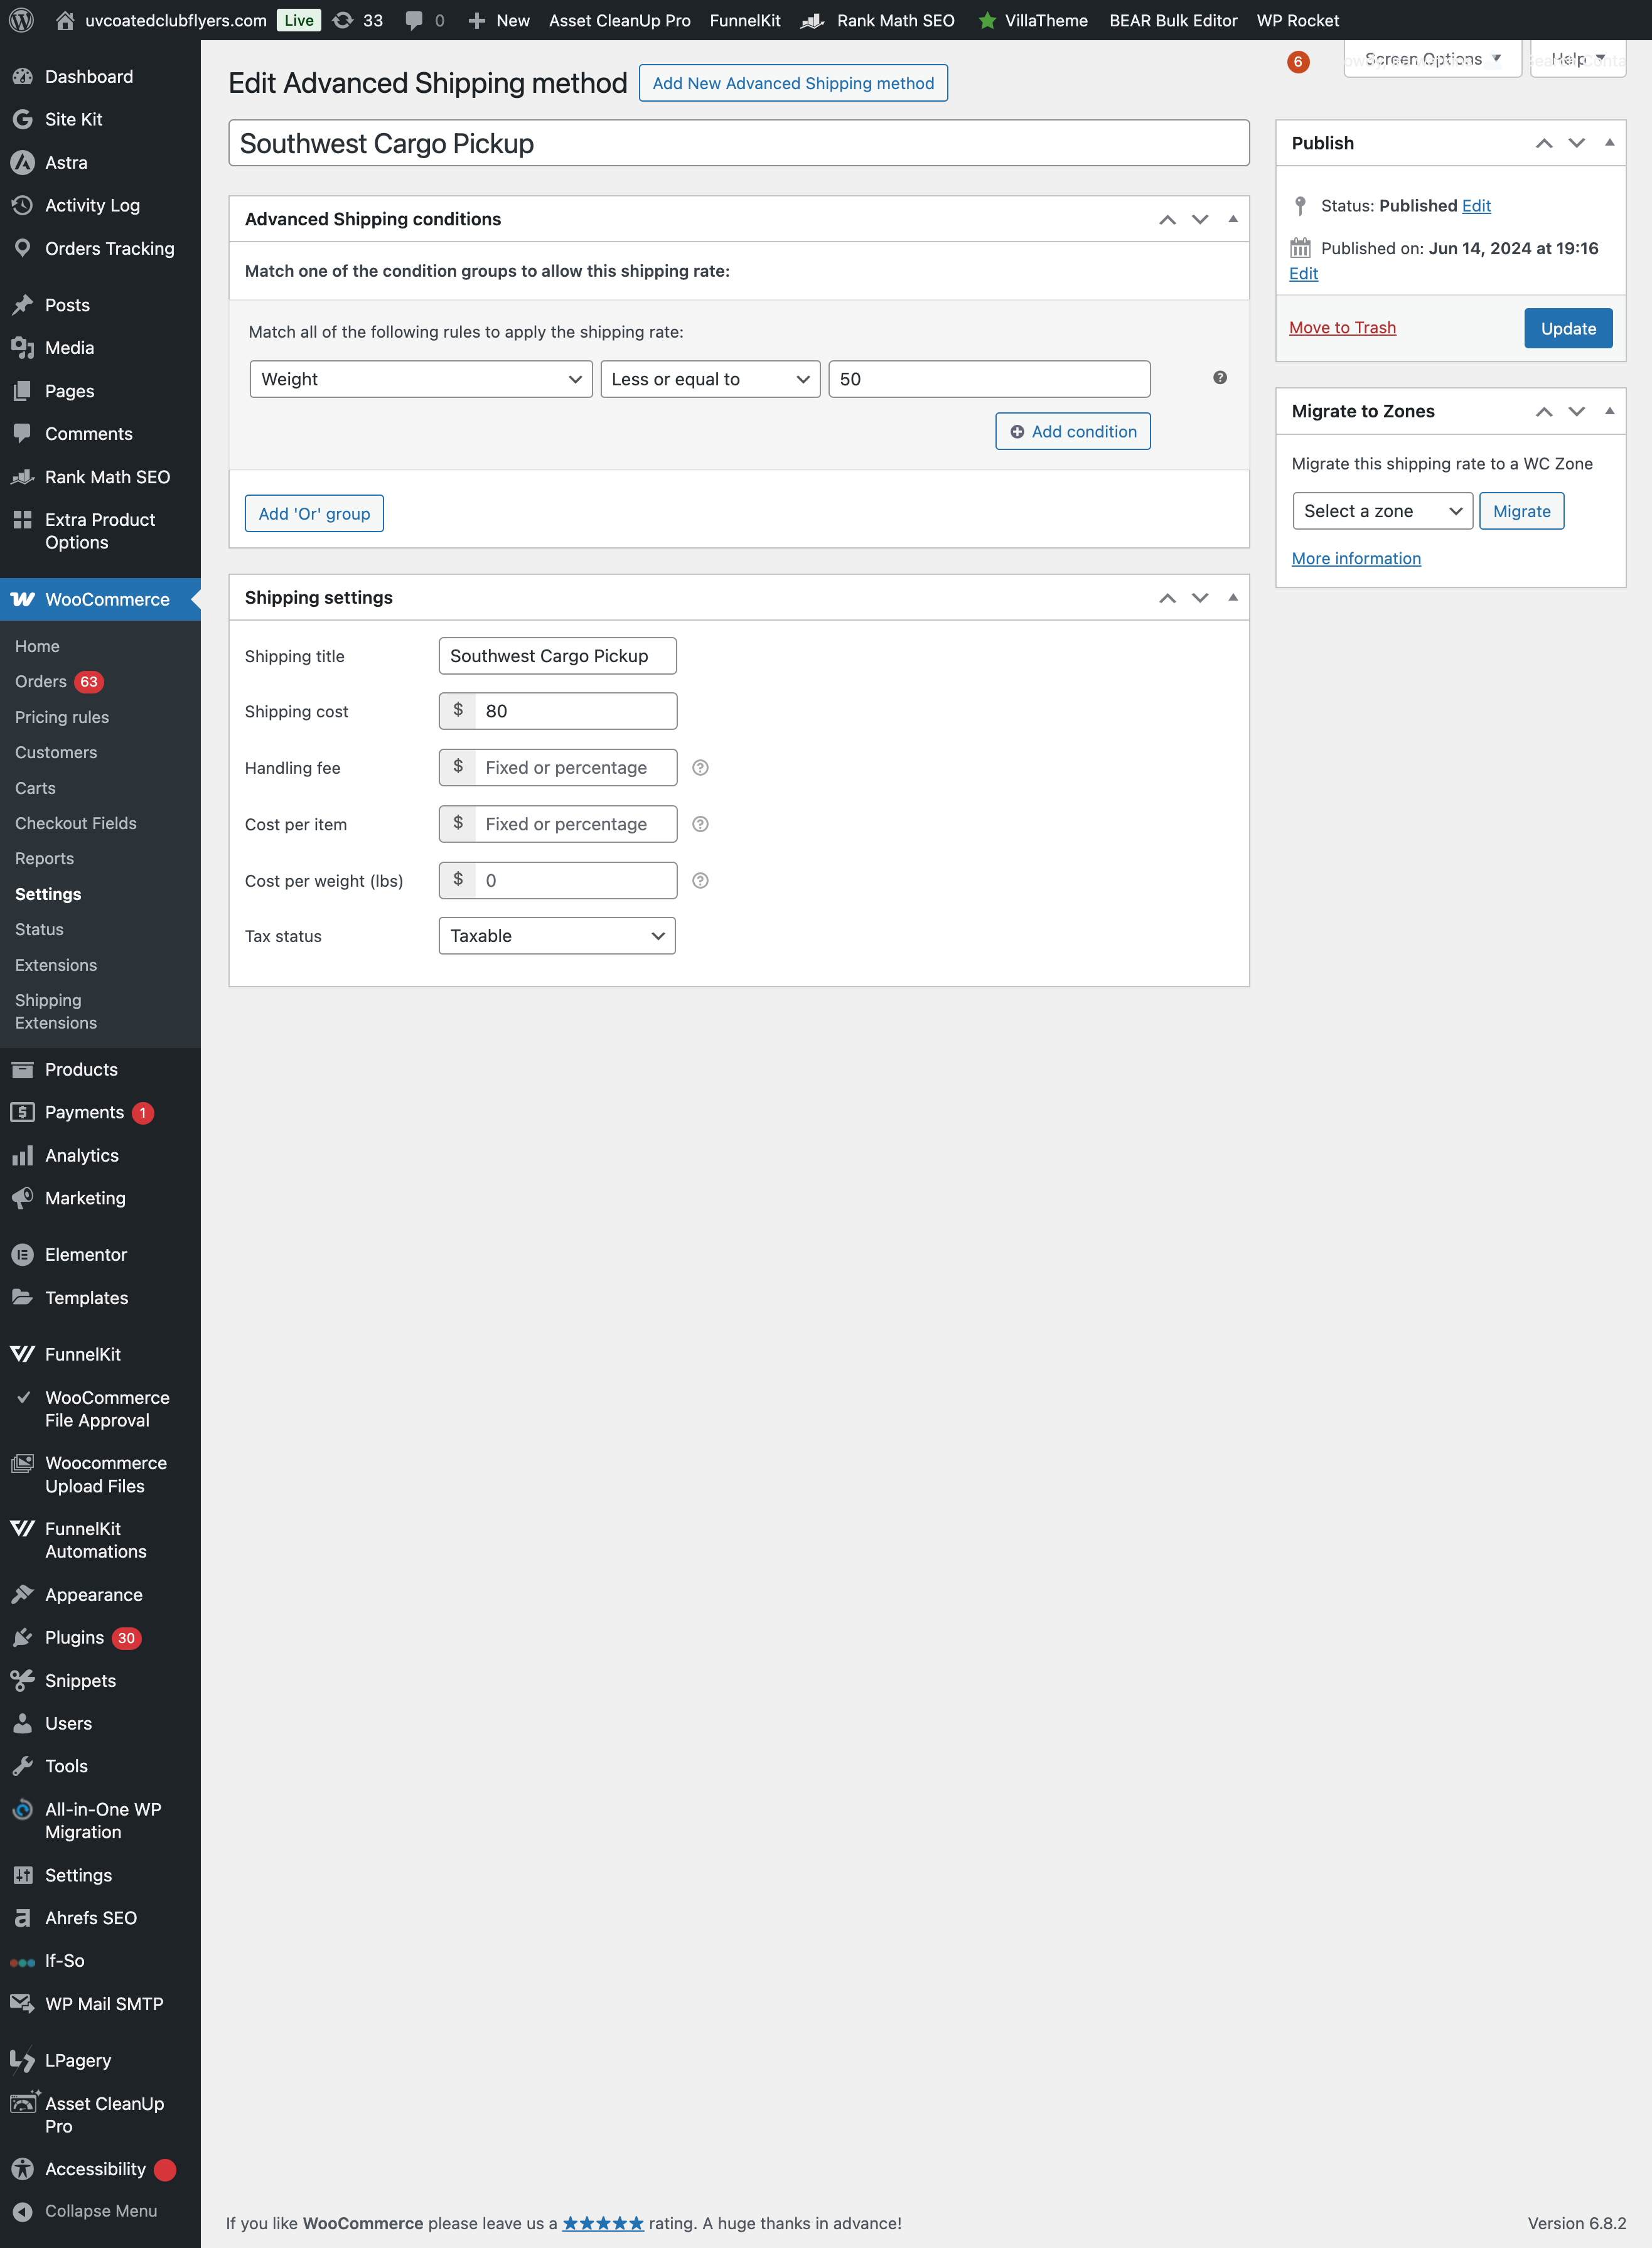 uvcoatedclubflyers.com Live 33 0 New Asset CleanUp Pro FunnelKit Rank Math SEO VillaTheme BEAR Bulk Editor WP Rocket
6 Screen Options Help
Dashboard
Site Kit
Astra
Activity Log
Orders Tracking
Posts
Media
Pages
Comments
Rank Math SEO
Extra Product
Options
WooCommerce
Home
Orders 63
Pricing rules
Customers
Carts
Checkout Fields
Reports
Settings
Status
Extensions
Shipping
Extensions
Products
Payments 1
Analytics
Marketing
Elementor
Templates
FunnelKit
WooCommerce
File Approval
Woocommerce
Upload Files
FunnelKit
Automations
Appearance
Plugins 30
Snippets
Users
Tools
All-in-One WP
Migration
Settings
Ahrefs SEO
If-So
WP Mail SMTP
LPagery
Asset CleanUp
Pro
Accessibility
Collapse Menu
Edit Advanced Shipping method Add New Advanced Shipping method
Southwest Cargo Pickup
Advanced Shipping conditions
Match one of the condition groups to allow this shipping rate:
Match all of the following rules to apply the shipping rate:
Weight Less or equal to 50
Add condition
Add 'Or' group
Shipping settings
Shipping title Southwest Cargo Pickup
Shipping cost $ 80
Handling fee $ Fixed or percentage
Cost per item $ Fixed or percentage
Cost per weight (lbs) $ 0
Tax status Taxable
Publish
Status: Published Edit
Published on: Jun 14, 2024 at 19:16
Edit
Move to Trash Update
Migrate to Zones
Migrate this shipping rate to a WC Zone
Select a zone Migrate
More information
If you like WooCommerce please leave us a ★★★★★ rating. A huge thanks in advance!
Version 6.8.2